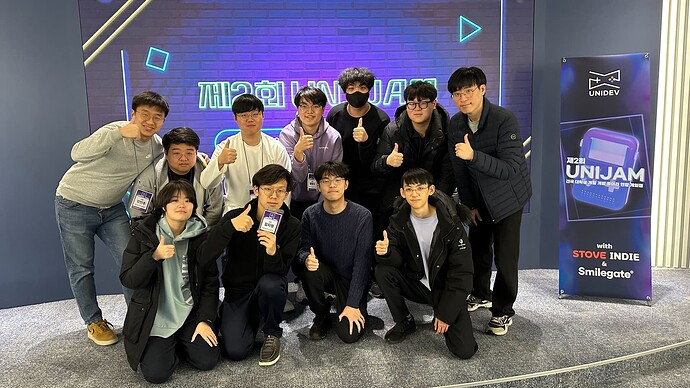 제2회 UNIJAM
UNIDEV
제2회
UNIJAM
with
STOVE INDIE
&
Smilegate